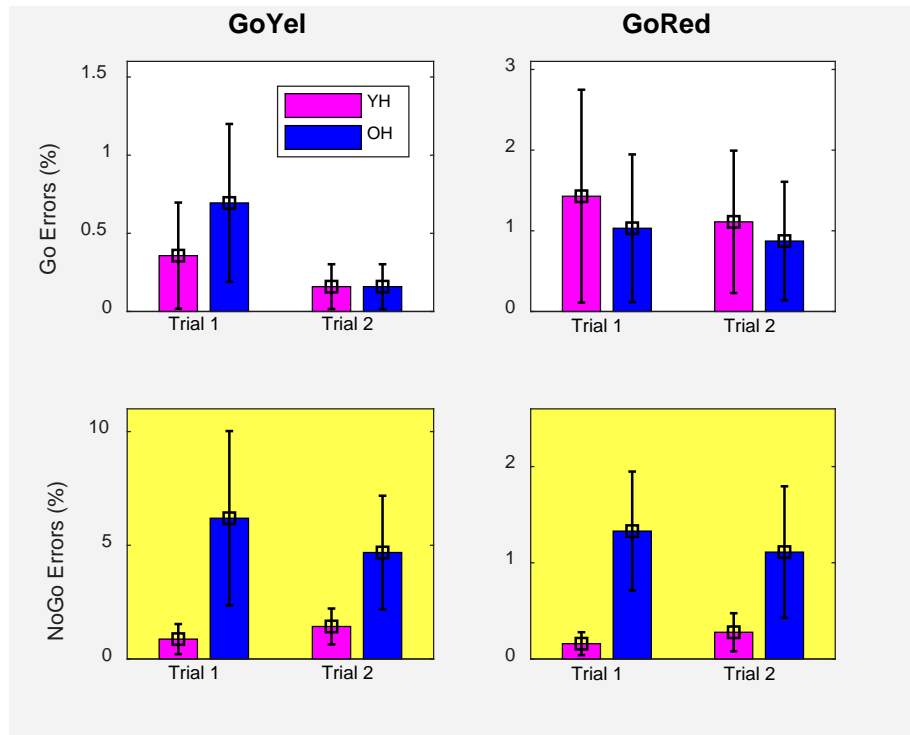 GoYel
GoRed
Go Errors (%)
1.5
1
0.5
0
YH
OH
Trial 1
Trial 2
3
2
1
0
Trial 1
Trial 2
NoGo Errors (%)
10
5
0
Trial 1
Trial 2
2
1
0
Trial 1
Trial 2